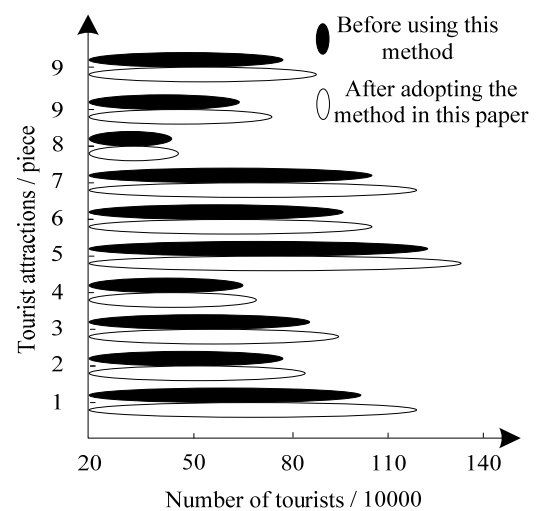 Before using this
method
After adopting the
method in this paper
Tourist attractions / piece
9
9
8
7
6
5
4
3
2
1
20 50 80 110 140
Number of tourists / 10000